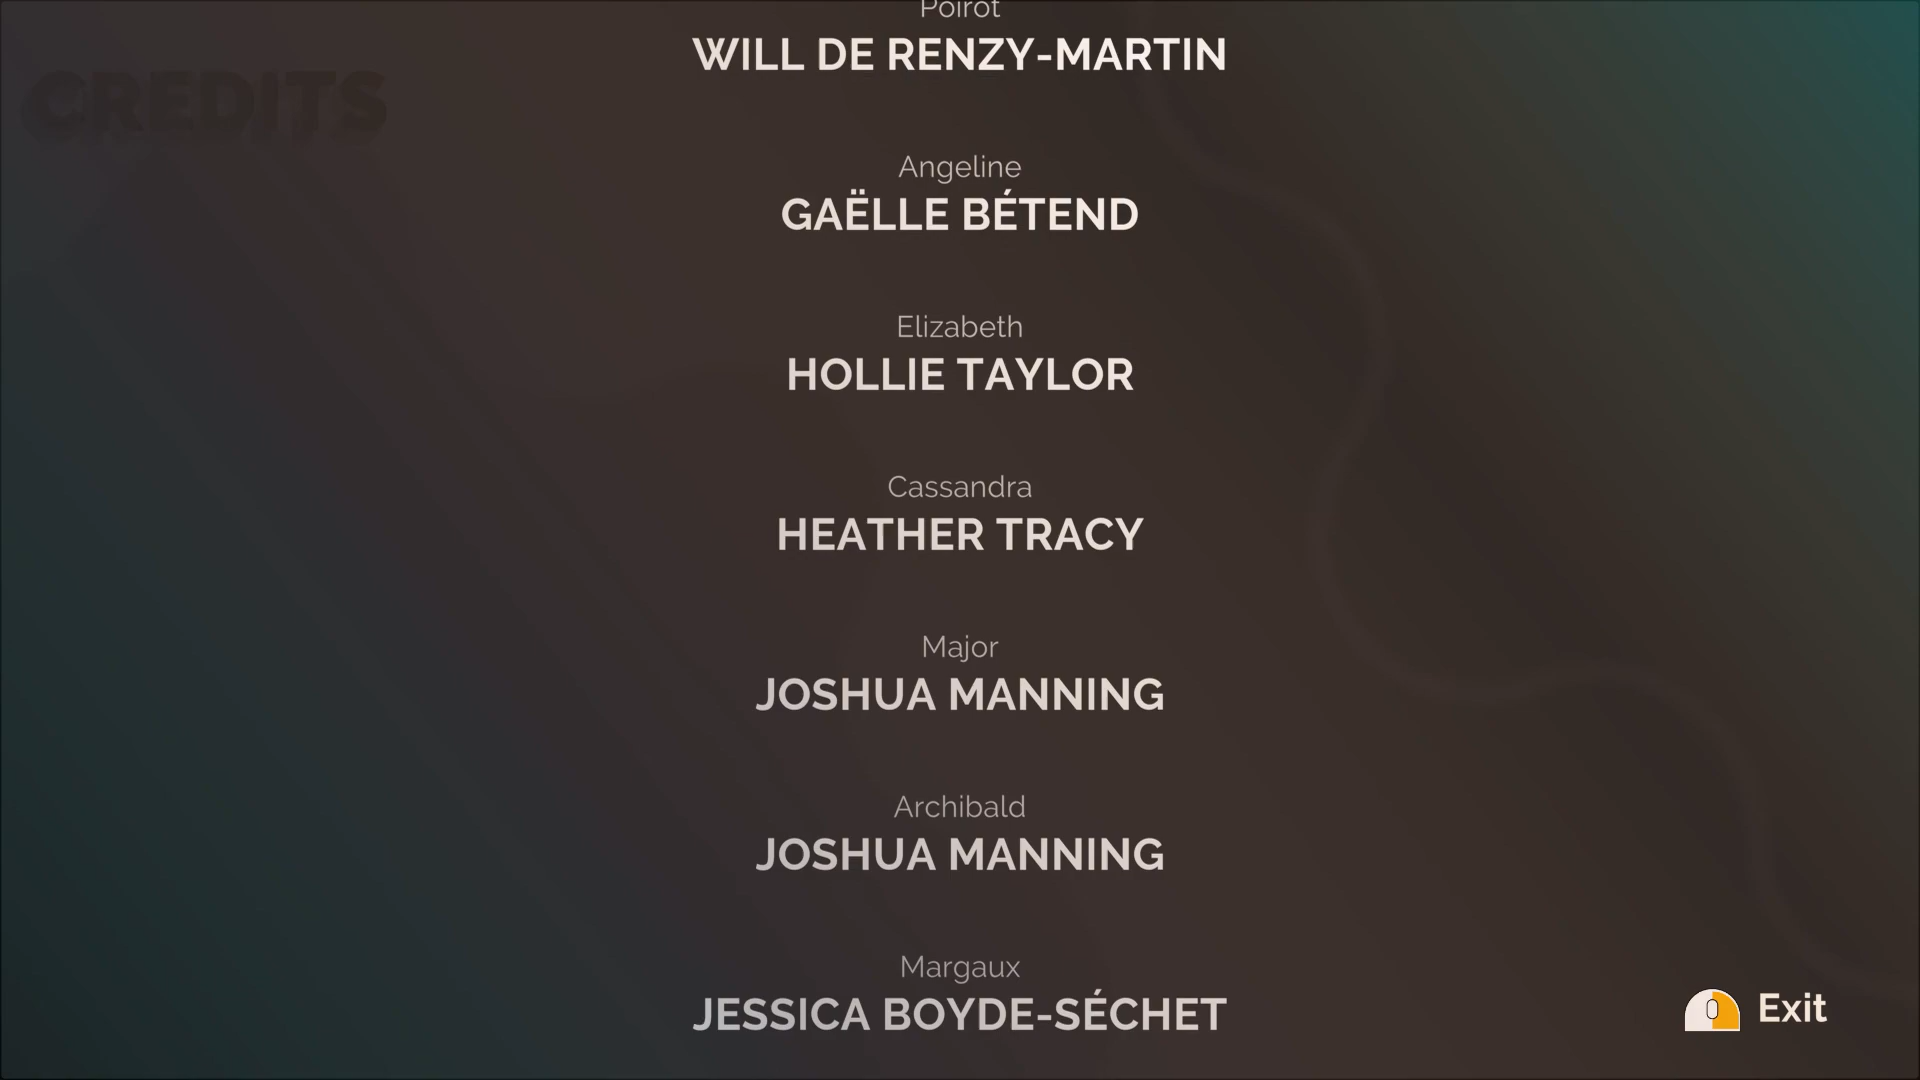 Poirot
WILL DE RENZY-MARTIN
CREDITS
Angeline
GAËLLE BÉTEND
Elizabeth
HOLLIE TAYLOR
Cassandra
HEATHER TRACY
Major
JOSHUA MANNING
Archibald
JOSHUA MANNING
Margaux
JESSICA BOYDE-SÉCHET
Exit